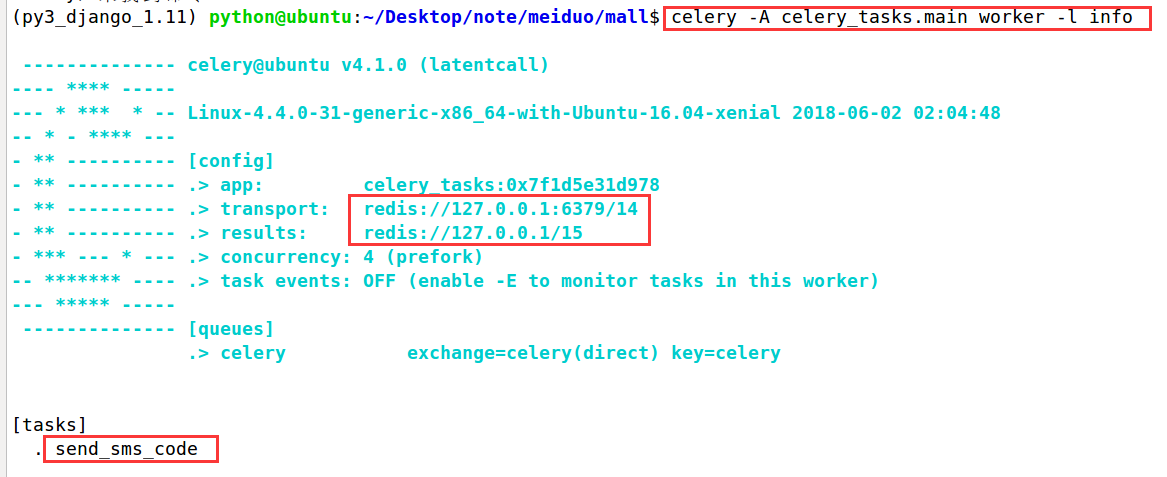 (py3_django_1.11) python@ubuntu:~/Desktop/note/meiduo/mall$ celery -A celery_tasks.main worker -l info
 -------------- celery@ubuntu v4.1.0 (latentcall)
---- **** -----
--- * ***  * -- Linux-4.4.0-31-generic-x86_64-with-Ubuntu-16.04-xenial 2018-06-02 02:04:48
-- * - **** ---
- ** ---------- [config]
- ** ---------- .> app:         celery_tasks:0x7f1d5e31d978
- ** ---------- .> transport:   redis://127.0.0.1:6379/14
- ** ---------- .> results:     redis://127.0.0.1/15
- *** --- * --- .> concurrency: 4 (prefork)
-- ******* ---- .> task events: OFF (enable -E to monitor tasks in this worker)
--- ***** -----
 -------------- [queues]
                .> celery           exchange=celery(direct) key=celery
[tasks]
  . send_sms_code